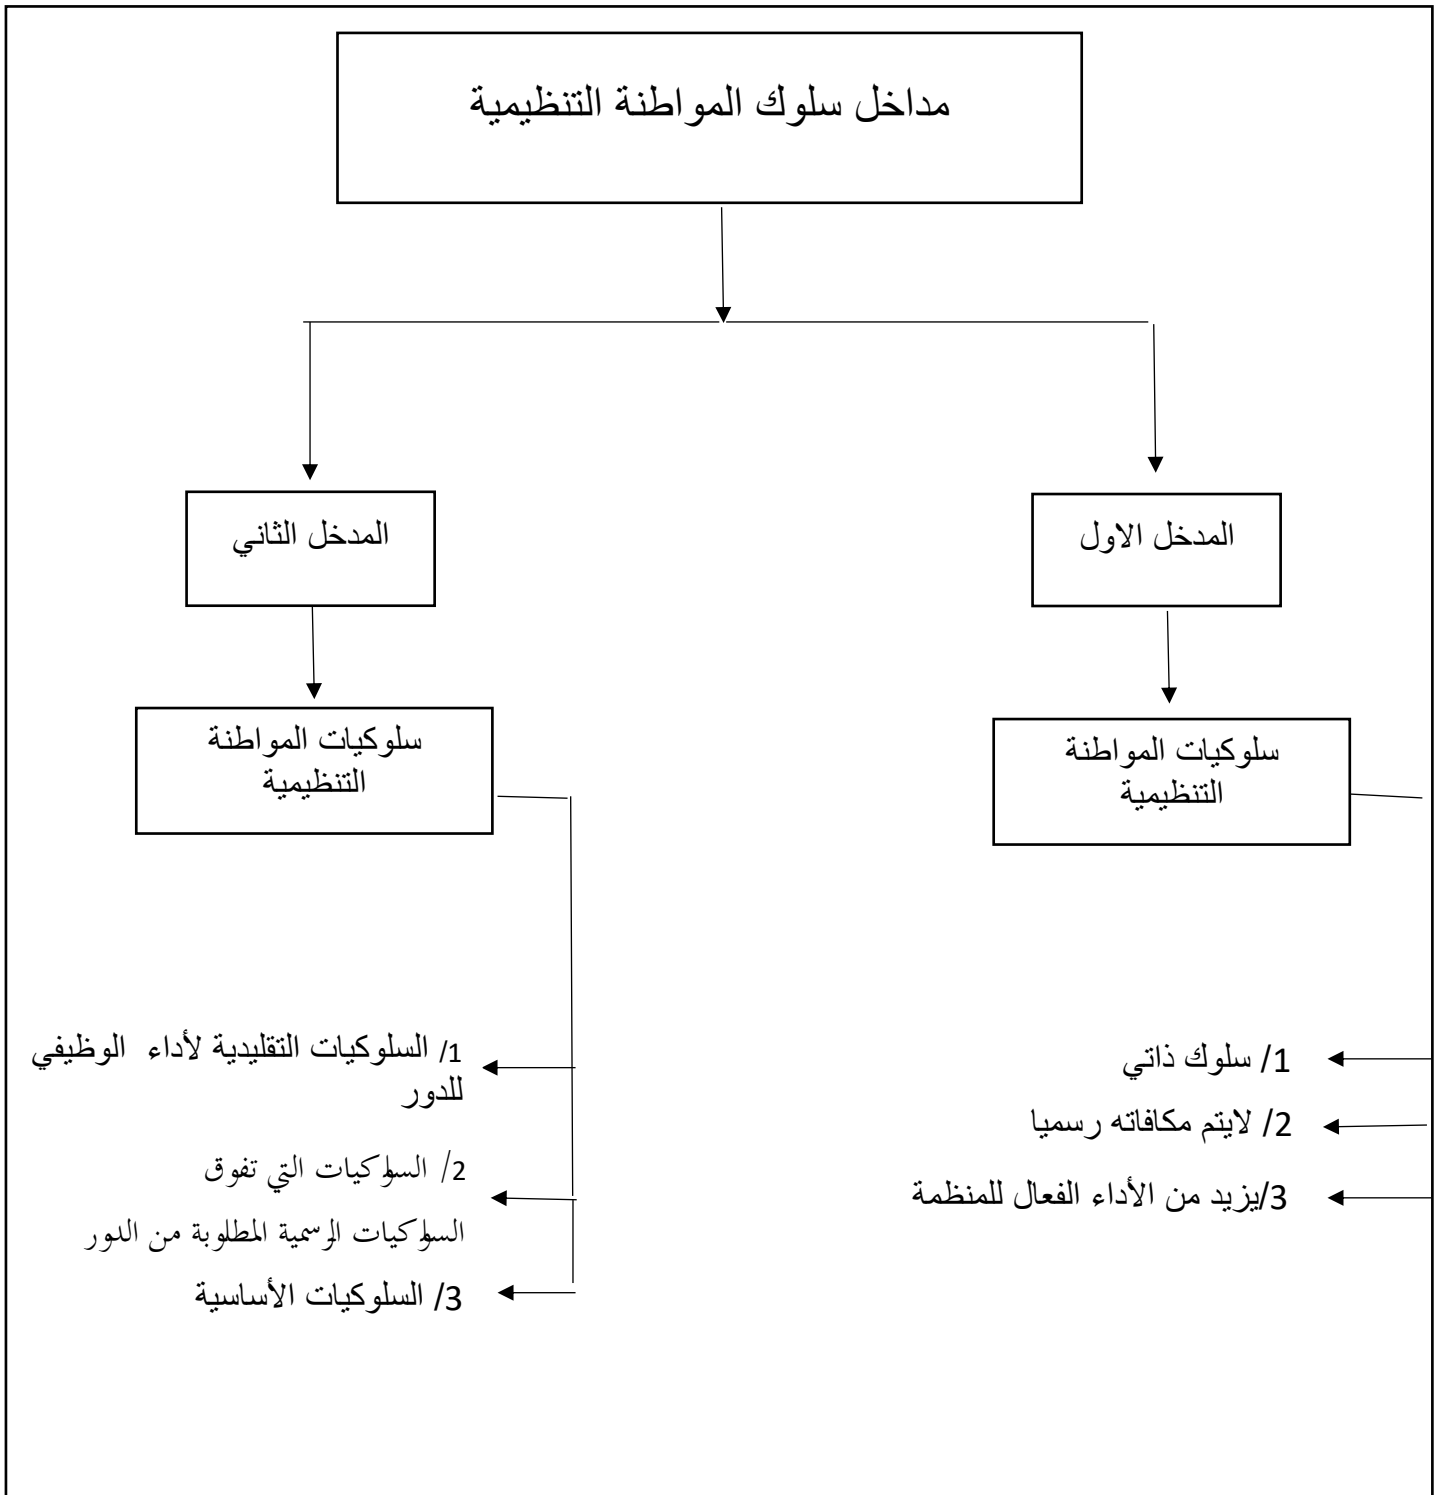 مداخل سلوك المواطنة التنظيمية
المدخل الاول
المدخل الثاني
سلوكيات المواطنة
التنظيمية
سلوكيات المواطنة
التنظيمية
1/ سلوك ذاتي
2/ لايتم مكافاته رسميا
3/يزيد من الأداء الفعال للمنظمة
1/ السلوكيات التقليدية لأداء الوظيفي
للدور
2/ السلوكيات التي تفوق
السلوكيات الرسمية المطلوبة من الدور
3/ السلوكيات الأساسية